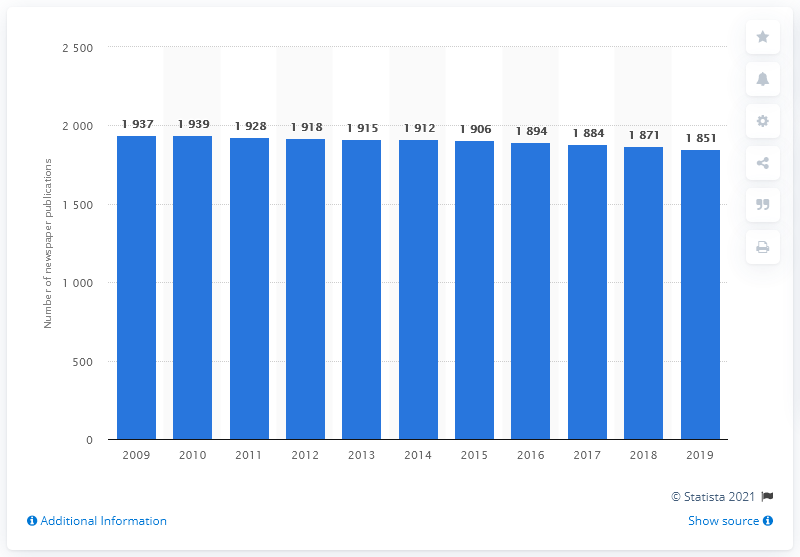 2 500
2 000
1 500
1 000
500
0
Number of newspaper publications
1 937 1 939 1 928 1 918 1 915 1 912 1 906 1 894 1 884 1 871 1 851
2009 2010 2011 2012 2013 2014 2015 2016 2017 2018 2019
© Statista 2021
Additional Information Show source